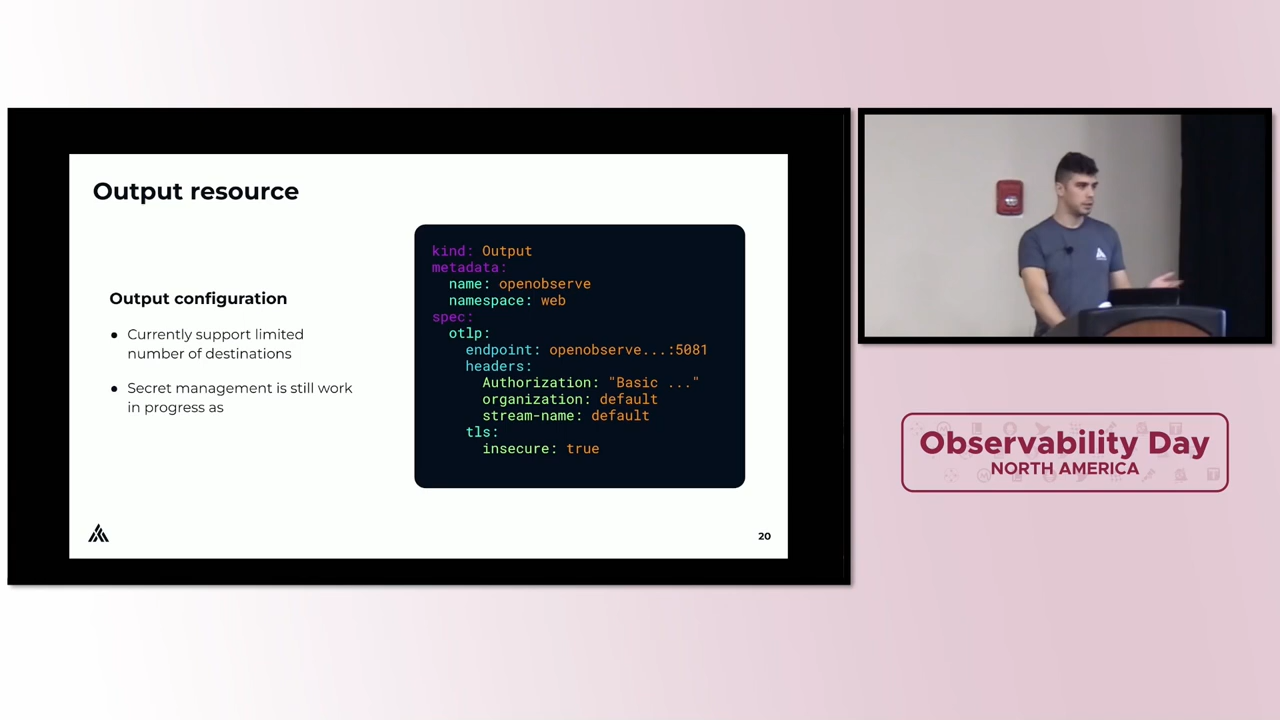 Output resource
Output configuration
• Currently support limited
number of destinations
• Secret management is still work
in progress as
kind: Output
metadata:
  name: openobserve
  namespace: web
spec:
  otlp:
    endpoint: openobserve...:5081
    headers:
      Authorization: "Basic ..."
      organization: default
      stream-name: default
    tls:
      insecure: true
20
Observability Day
NORTH AMERICA